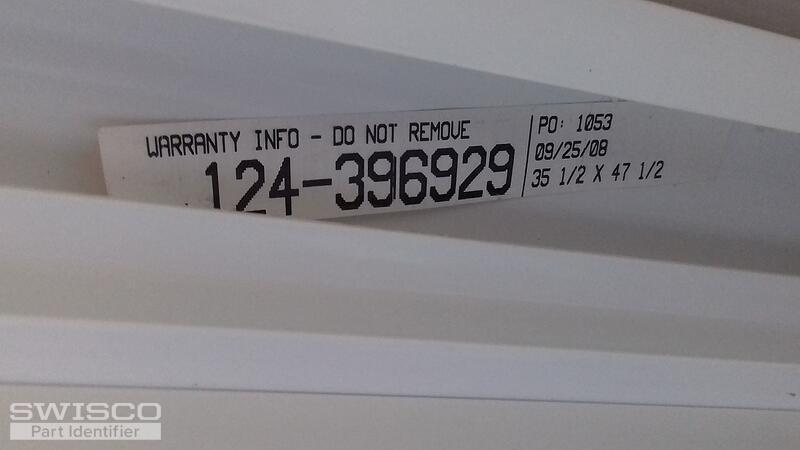 WARRANTY INFO - DO NOT REMOVE
124-396929
PO: 1053
09/25/08
35 1/2 X 47 1/2
SWISCO
Part Identifier